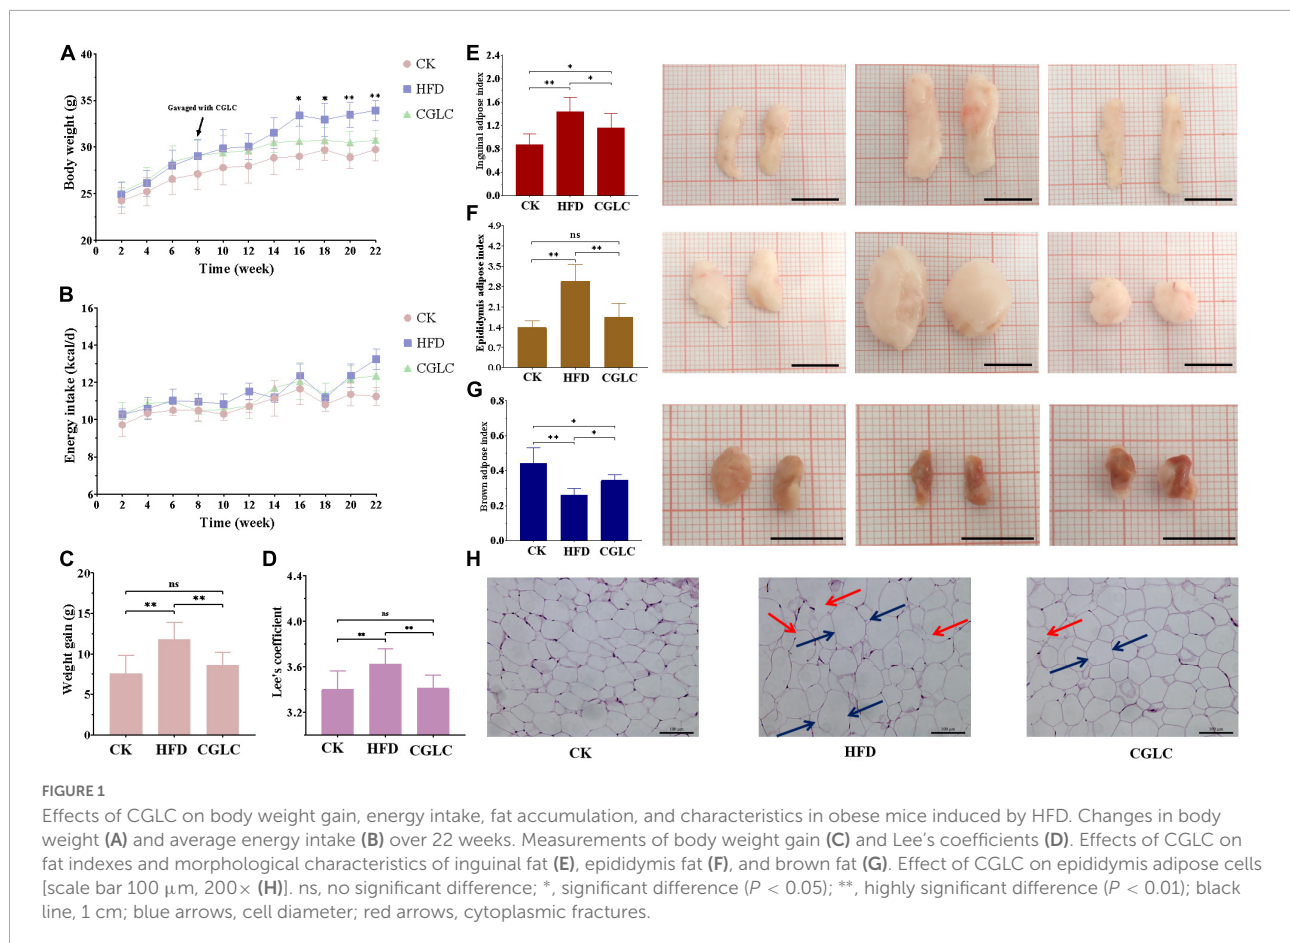 A
Body weight (g)
40
35
30
25
20
Gavaged with CGLC
* * ** **
CK
HFD
CGLC
0 2 4 6 8 10 12 14 16 18 20 22
Time (week)
B
Energy intake (kcal/d)
16
14
12
10
8
6
CK
HFD
CGLC
0 2 4 6 8 10 12 14 16 18 20 22
Time (week)
C
Weight gain (g)
20
15
10
5
0
ns
** **
CK HFD CGLC
D
Lee's coefficient
4.4
4.0
3.6
3.2
ns
** **
CK HFD CGLC
E
Inguinal adipose index
2.4
2.0
1.6
1.2
0.8
0.4
0.0
*
** *
CK HFD CGLC
F
Epididymis adipose index
4.9
4.2
3.5
2.8
2.1
1.4
0.7
0.0
ns
** **
CK HFD CGLC
G
Brown adipose index
0.8
0.6
0.4
0.2
0.0
*
** *
CK HFD CGLC
H
100 μm
100 μm
100 μm
CK HFD CGLC
FIGURE 1
Effects of CGLC on body weight gain, energy intake, fat accumulation, and characteristics in obese mice induced by HFD. Changes in body
weight (A) and average energy intake (B) over 22 weeks. Measurements of body weight gain (C) and Lee's coefficients (D). Effects of CGLC on
fat indexes and morphological characteristics of inguinal fat (E), epididymis fat (F), and brown fat (G). Effect of CGLC on epididymis adipose cells
[scale bar 100 μm, 200× (H)]. ns, no significant difference; *, significant difference (P < 0.05); **, highly significant difference (P < 0.01); black
line, 1 cm; blue arrows, cell diameter; red arrows, cytoplasmic fractures.